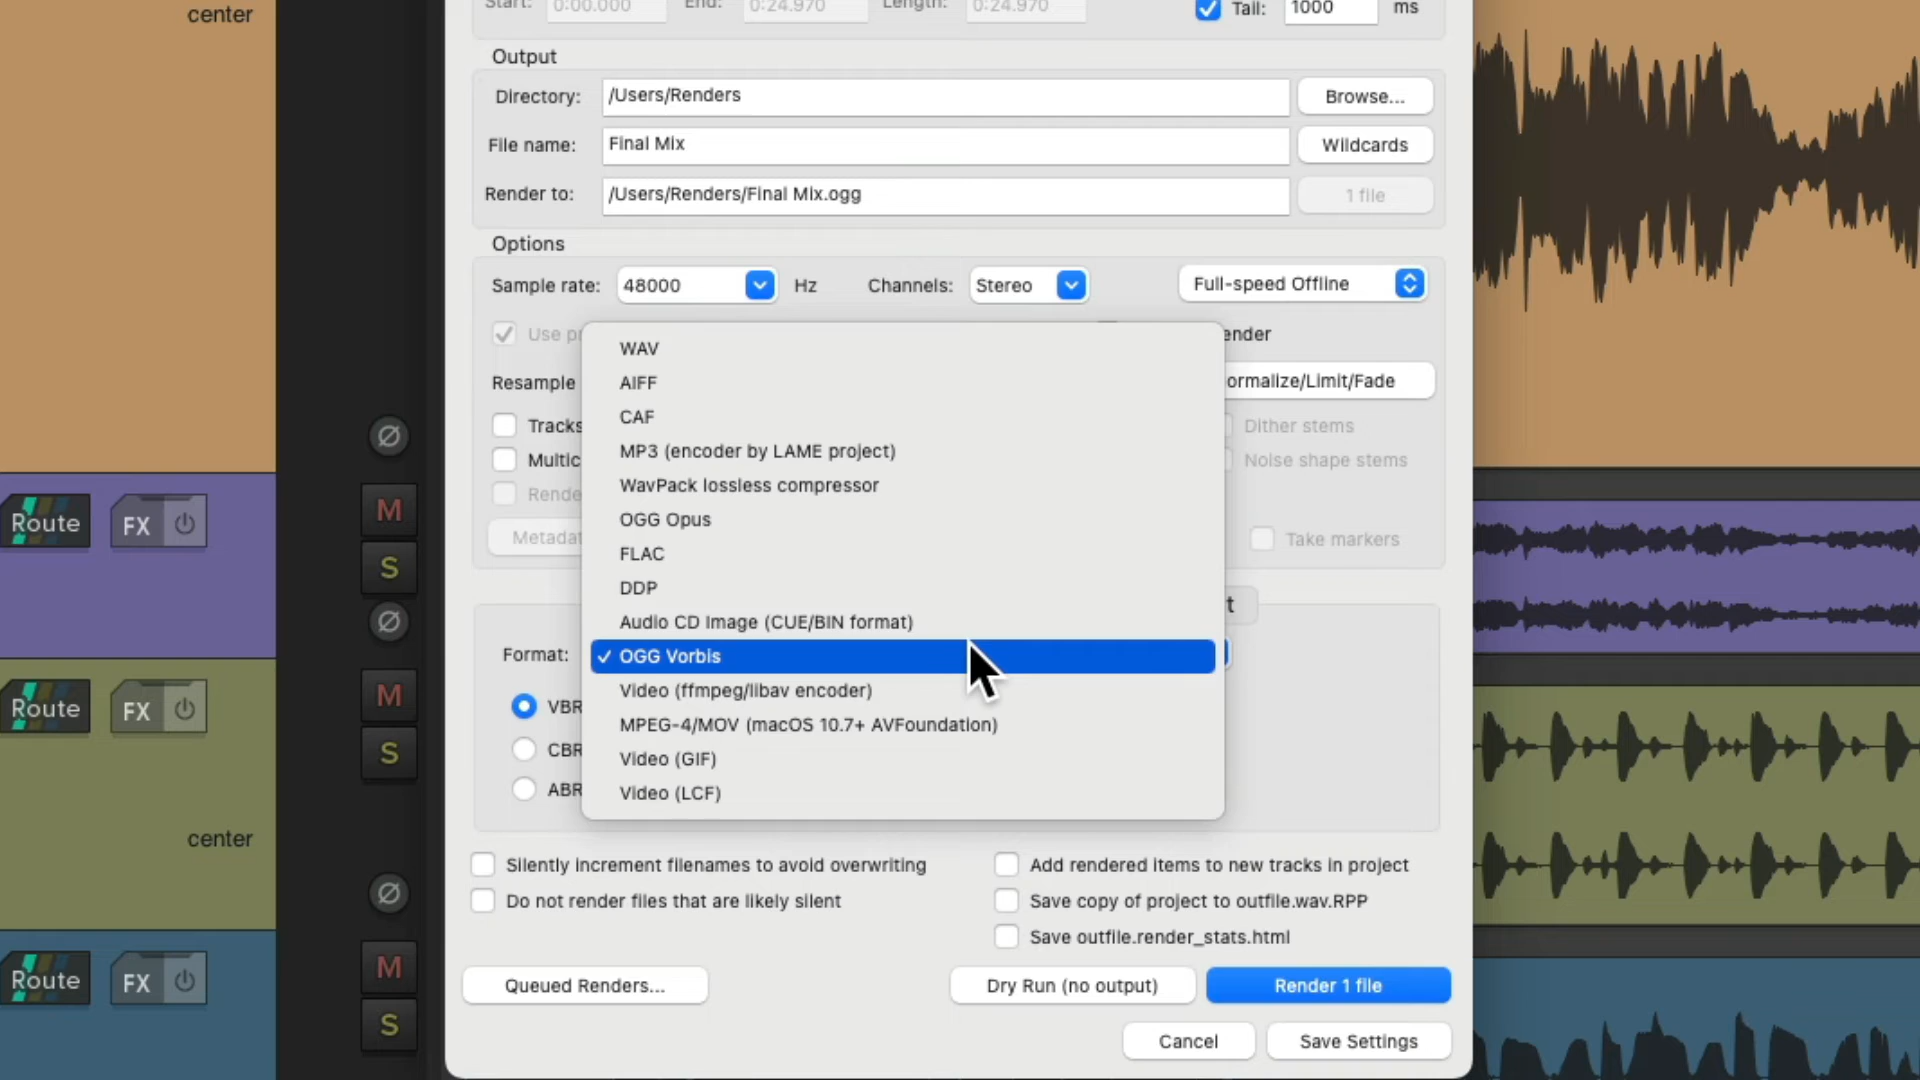 center
Start: 0:00.000 End: 0:24.970 Length: 0:24.970 Tail: 1000 ms
Output
Directory: /Users/Renders Browse...
File name: Final Mix Wildcards
Render to: /Users/Renders/Final Mix.ogg 1 file
Options
Sample rate: 48000 Hz Channels: Stereo Full-speed Offline
Use pr ender
WAV
AIFF
CAF
MP3 (encoder by LAME project)
WavPack lossless compressor
OGG Opus
FLAC
DDP
Audio CD Image (CUE/BIN format)
✓ OGG Vorbis
Video (ffmpeg/libav encoder)
MPEG-4/MOV (macOS 10.7+ AVFoundation)
Video (GIF)
Video (LCF)
Resample ormalize/Limit/Fade
Tracks Dither stems
Multic Noise shape stems
Rende
Metadat Take markers
t
Format:
VBR
CBR
ABR
Silently increment filenames to avoid overwriting Add rendered items to new tracks in project
Do not render files that are likely silent Save copy of project to outfile.wav.RPP
Save outfile.render_stats.html
Queued Renders... Dry Run (no output) Render 1 file
Cancel Save Settings
Ø
Route FX M
S
Ø
Route FX M
S
center
Ø
Route FX M
S